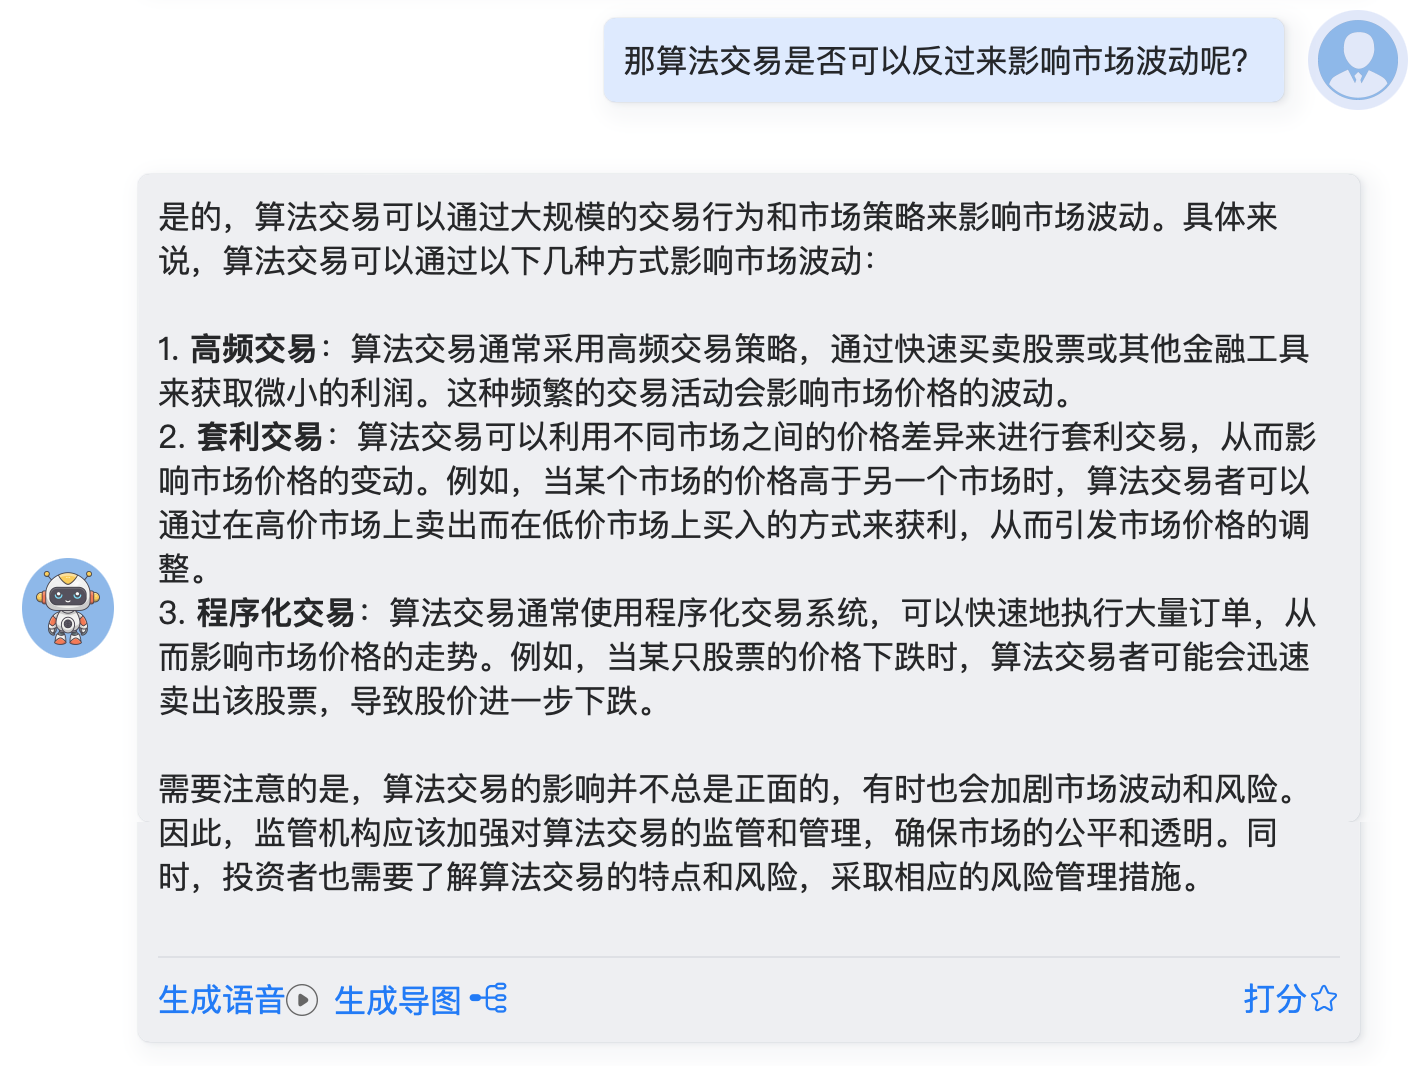 那算法交易是否可以反过来影响市场波动呢?
是的，算法交易可以通过大规模的交易行为和市场策略来影响市场波动。具体来
说，算法交易可以通过以下几种方式影响市场波动：
1. 高频交易：算法交易通常采用高频交易策略，通过快速买卖股票或其他金融工具
来获取微小的利润。这种频繁的交易活动会影响市场价格的波动。
2. 套利交易：算法交易可以利用不同市场之间的价格差异来进行套利交易，从而影
响市场价格的变动。例如，当某个市场的价格高于另一个市场时，算法交易者可以
通过在高价市场上卖出而在低价市场上买入的方式来获利，从而引发市场价格的调
整。
3. 程序化交易：算法交易通常使用程序化交易系统，可以快速地执行大量订单，从
而影响市场价格的走势。例如，当某只股票的价格下跌时，算法交易者可能会迅速
卖出该股票，导致股价进一步下跌。
需要注意的是，算法交易的影响并不总是正面的，有时也会加剧市场波动和风险。
因此，监管机构应该加强对算法交易的监管和管理，确保市场的公平和透明。同
时，投资者也需要了解算法交易的特点和风险，采取相应的风险管理措施。
生成语音 生成导图 打分